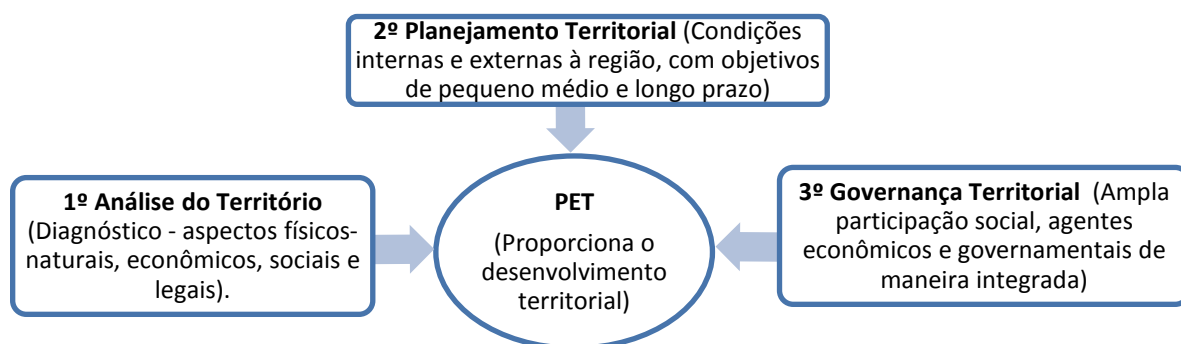 2º Planejamento Territorial (Condições
internas e externas à região, com objetivos
de pequeno médio e longo prazo)
1º Análise do Território
(Diagnóstico - aspectos físicos-
naturais, econômicos, sociais e
legais).
PET
(Proporciona o
desenvolvimento
territorial)
3º Governança Territorial (Ampla
participação social, agentes
econômicos e governamentais de
maneira integrada)